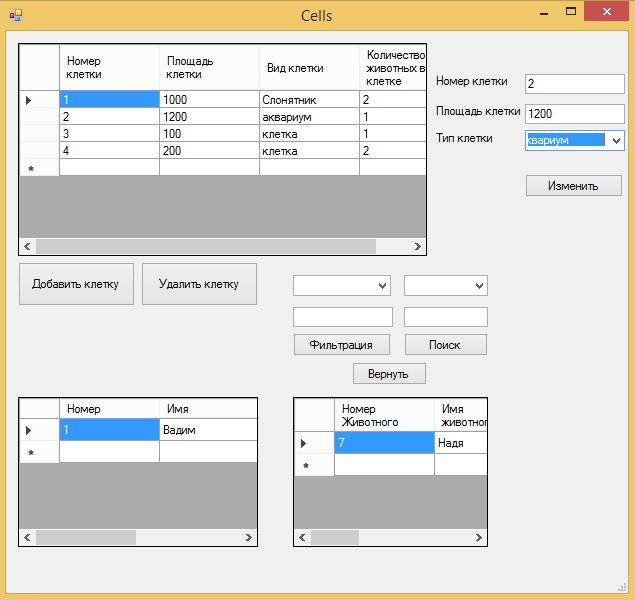 Cells
Номер клетки
Площадь клетки
Вид клетки
Количество животных в клетке
1 1000 Слонятник 2
2 1200 аквариум 1
3 100 клетка 1
4 200 клетка 2
Номер клетки 2
Площадь клетки 1200
Тип клетки квариум
Изменить
Добавить клетку
Удалить клетку
Фильтрация
Поиск
Вернуть
Номер Имя
1 Вадим
Номер Животного
Имя животног
7 Надя